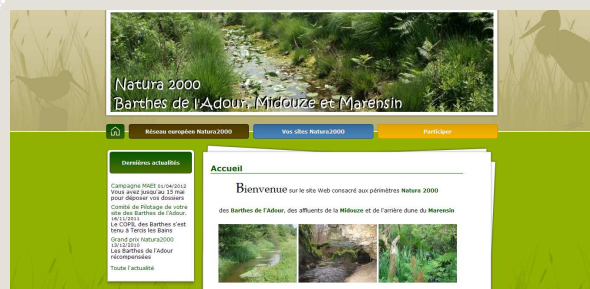 Natura 2000
Barthes de l'Adour, Midouze et Marensin
Réseau européen Natura2000
Vos sites Natura2000
Participer
Dernières actualités
Campagne MAEt 01/04/2012
Vous avez jusqu'au 15 mai
pour déposer vos dossiers
Comité de Pilotage de votre
site des Barthes de l'Adour.
16/11/2011
Le COPIL des Barthes s'est
tenu à Tercis les Bains
Grand prix Natura2000
13/12/2010
Les Barthes de l'Adour
récompensées
Toute l'actualité
Accueil
Bienvenue sur le site Web consacré aux périmètres Natura 2000
des Barthes de l'Adour, des affluents de la Midouze et de l'arrière dune du Marensin